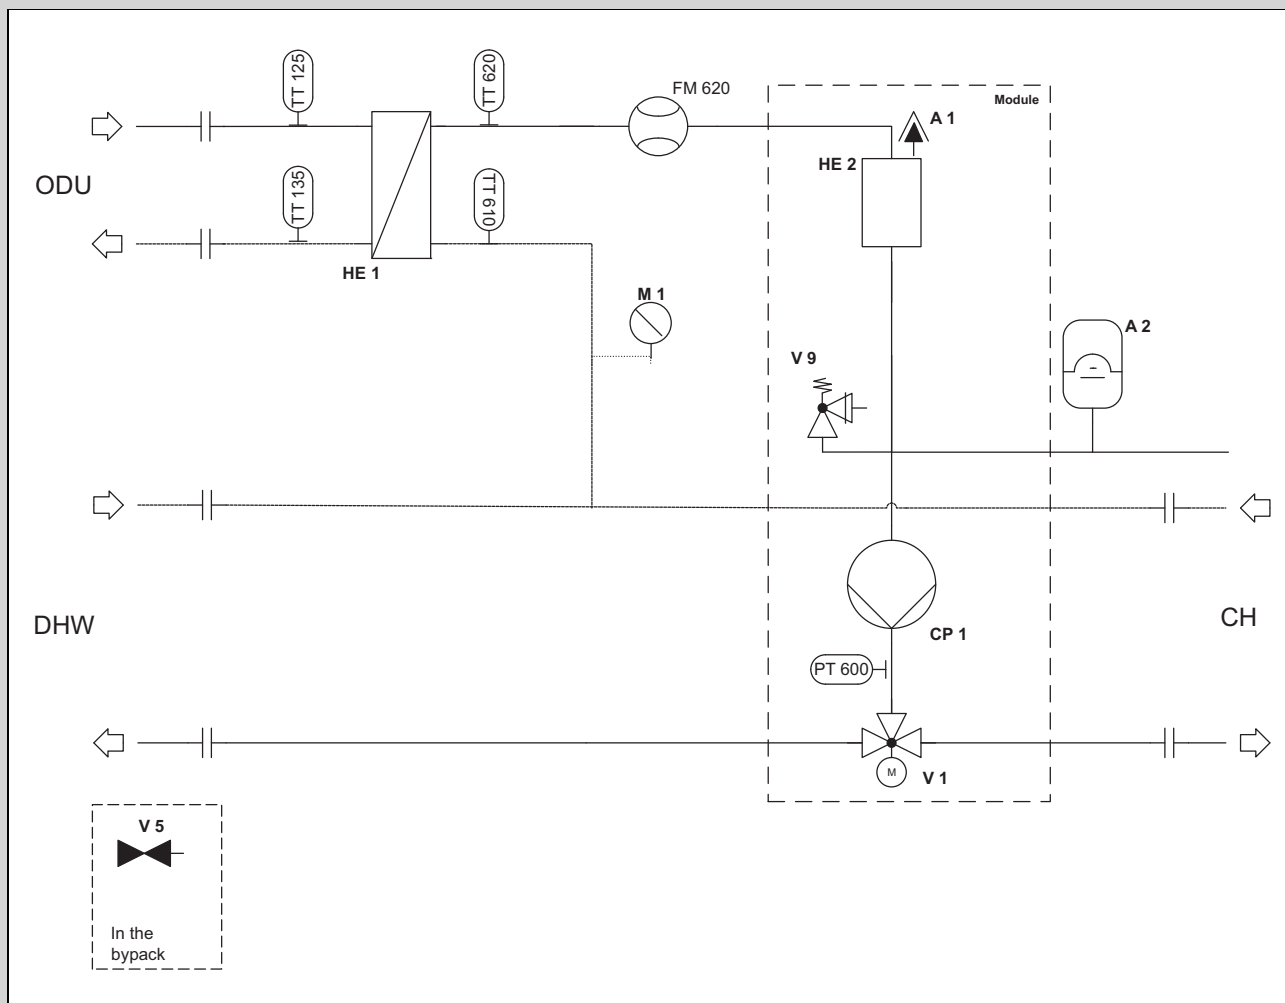 TT 125
TT 620
FM 620
Module
A 1
HE 2
ODU
TT 135
TT 610
HE 1
M 1
A 2
V 9
DHW
CP 1
CH
PT 600
M
V 1
V 5
In the
bypack